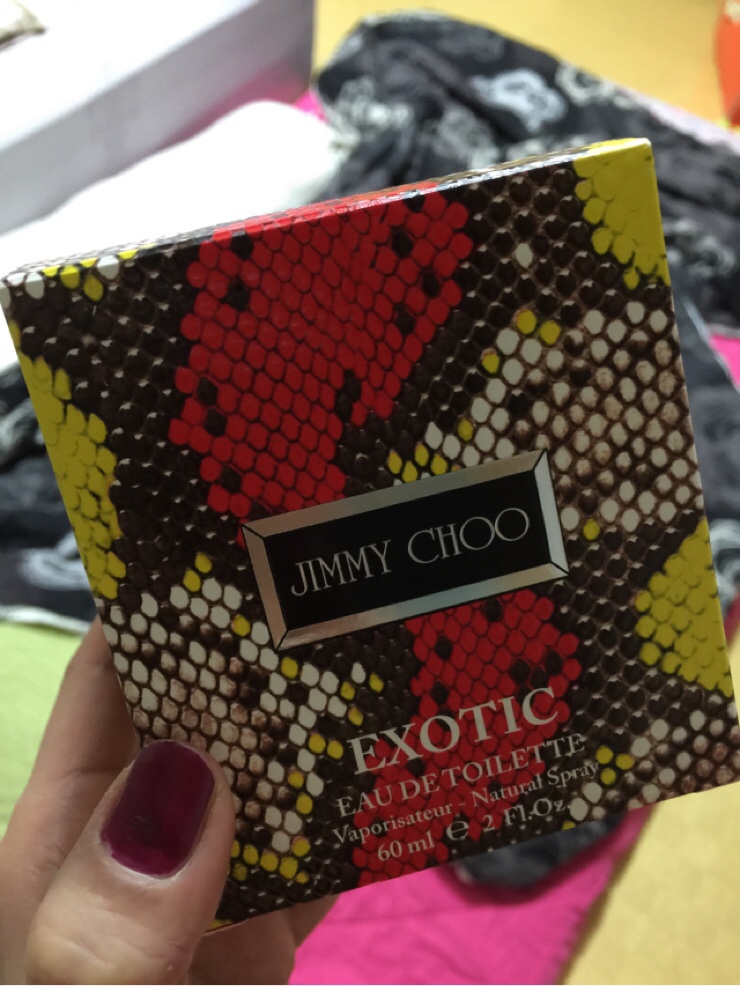 JIMMY CHOO
EXOTIC
EAU DE TOILETTE
Vaporisateur - Natural Spray
60 ml ℮ 2 Fl.Oz.